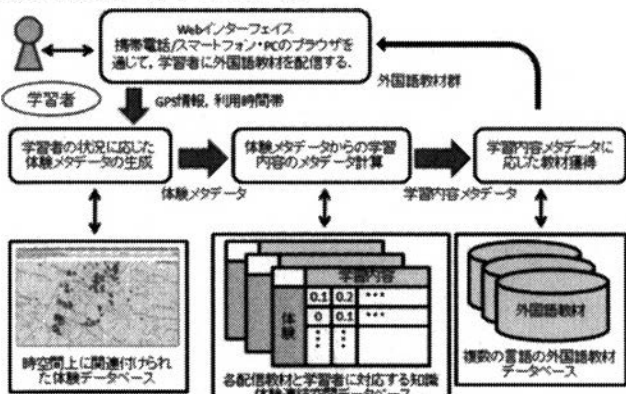 Webインターフェイス
携帯電話/スマートフォン・PCのブラウザを
通じて,学習者に外国語教材を配信する、
学習者
GPS情報, 利用時間帯
外国語教材群
学習者の状況に応じた
体験メタデータの生成
体験メタデータからの学習
内容のメタデータ計算
学習内容メタデータに
応じた教材獲得
体験メタデータ
学習内容メタデータ
学習内容
体験
0.1 0.2 •••
0 0.1 •••
外国語教材
時空間上に関連付けられ
た体験データベース
各配信教材と学習者に対応する知識
データベース
複数の言語の外国語教材
データベース